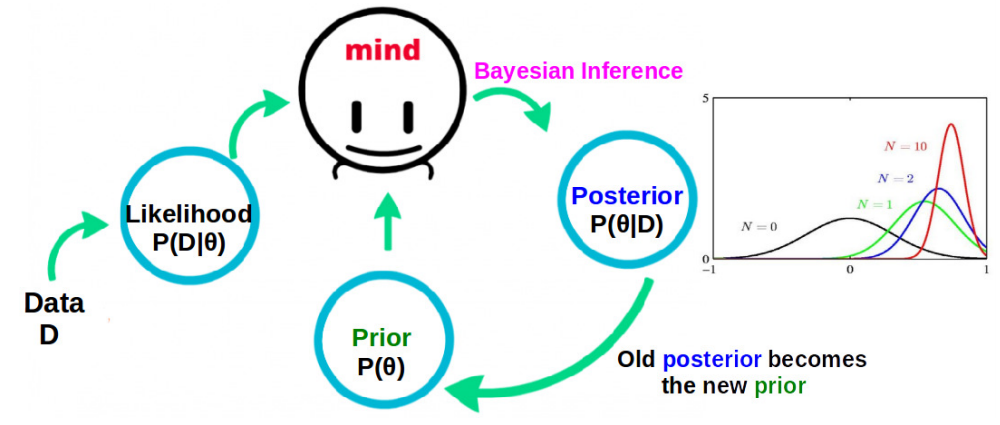 mind
Bayesian Inference
5
N = 10
Likelihood
P(D|θ)
Posterior
P(θ|D)
N = 2
N = 1
N = 0
0
−1
0
1
Data
D
Prior
P(θ)
Old posterior becomes
the new prior